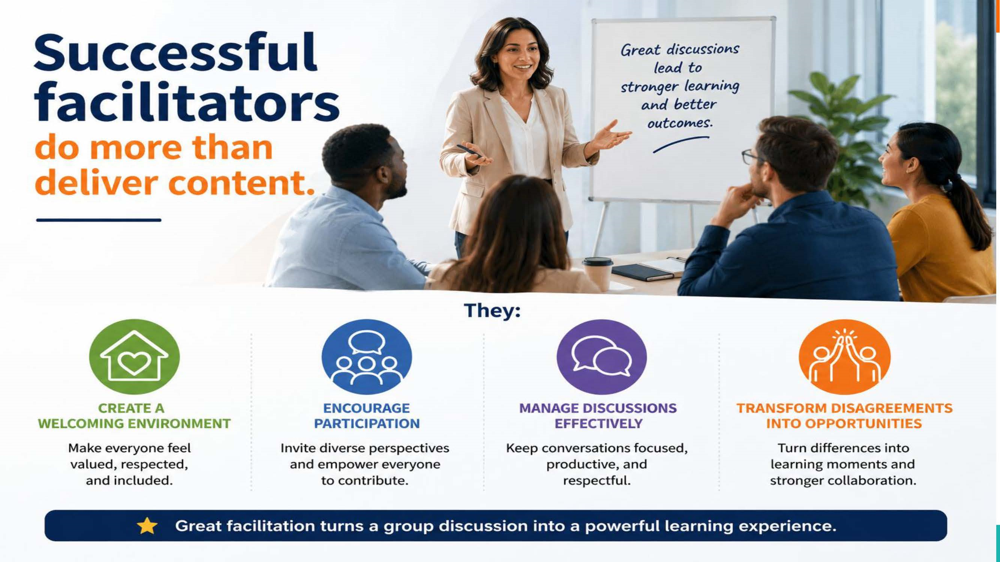 Successful
facilitators
do more than
deliver content.
Great discussions
lead to
stronger learning
and better
outcomes.
They:
CREATE A
WELCOMING ENVIRONMENT
Make everyone feel
valued, respected,
and included.
ENCOURAGE
PARTICIPATION
Invite diverse perspectives
and empower everyone
to contribute.
MANAGE DISCUSSIONS
EFFECTIVELY
Keep conversations focused,
productive, and
respectful.
TRANSFORM DISAGREEMENTS
INTO OPPORTUNITIES
Turn differences into
learning moments and
stronger collaboration.
Great facilitation turns a group discussion into a powerful learning experience.